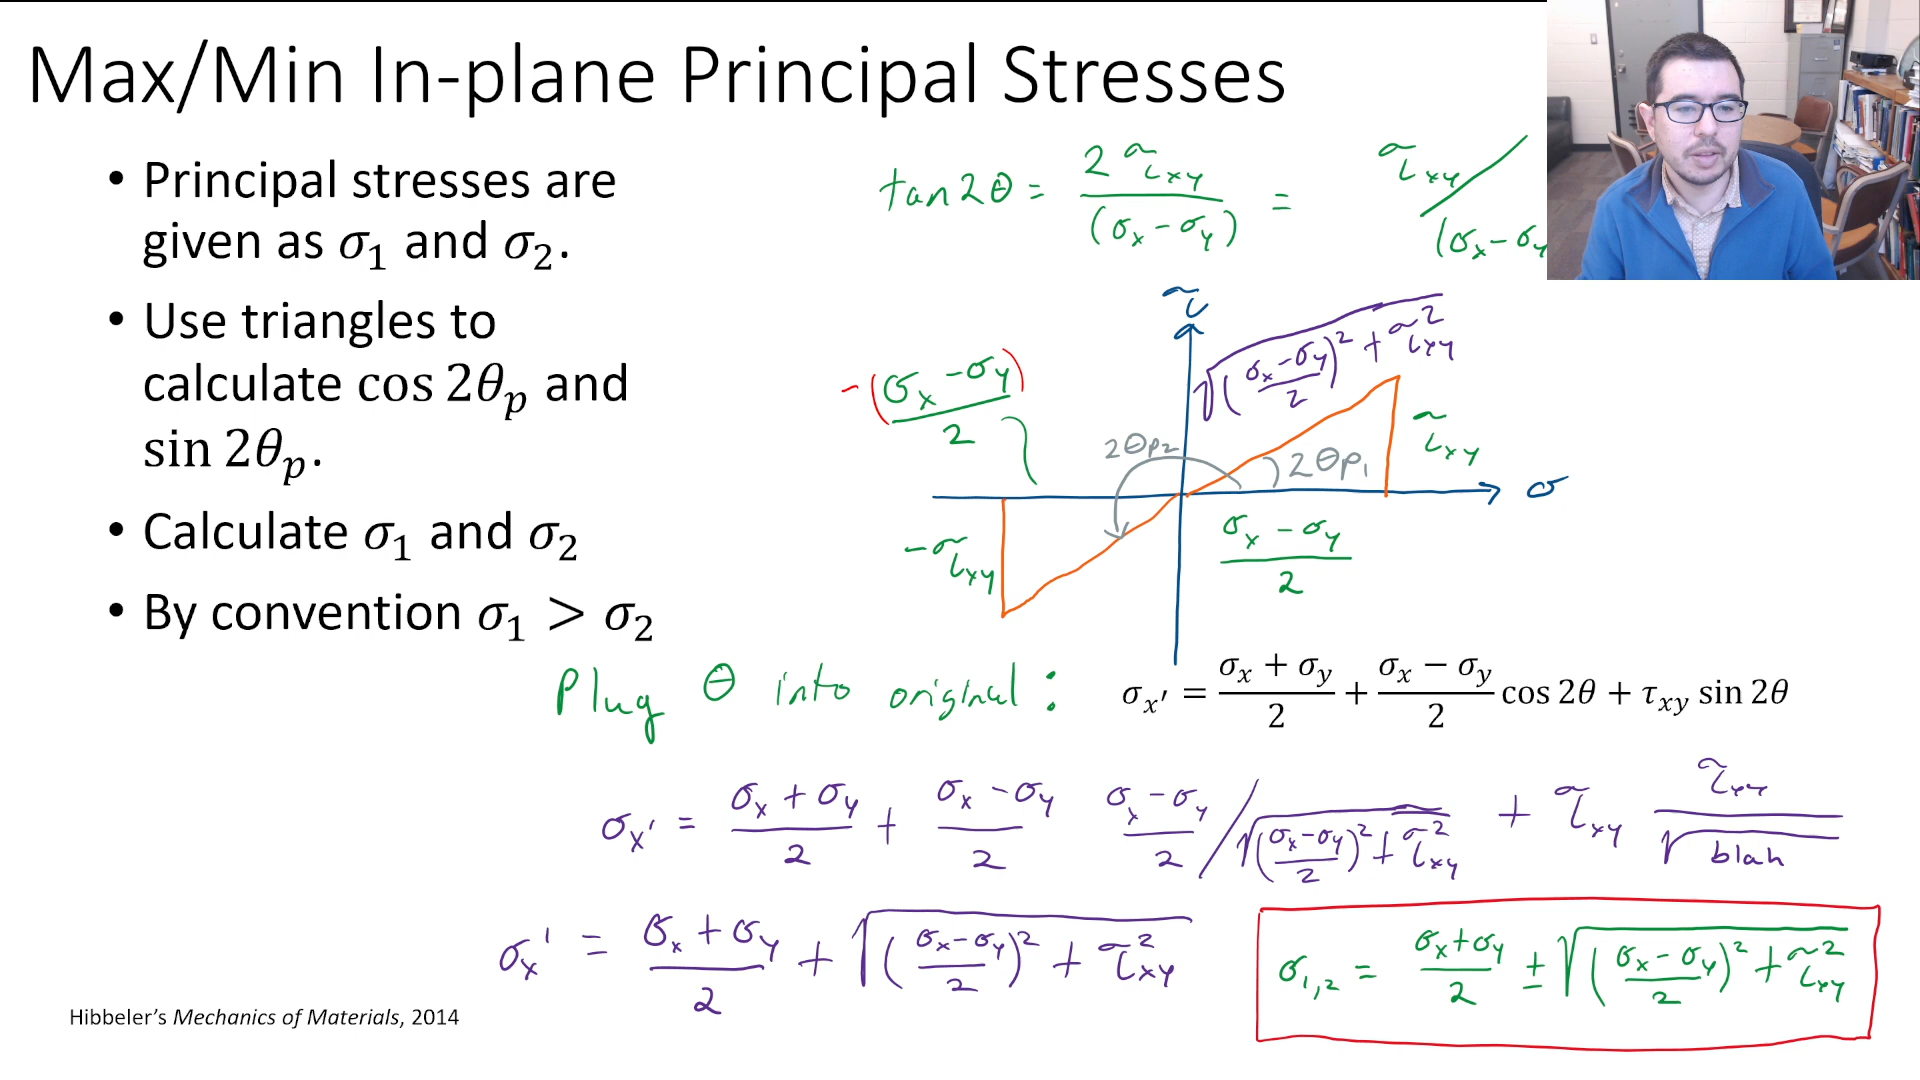 Max/Min In-plane Principal Stresses
• Principal stresses are
given as σ₁ and σ₂.
• Use triangles to
calculate cos 2θₚ and
sin 2θₚ.
• Calculate σ₁ and σ₂
• By convention σ₁ > σ₂
tan2θ = 2τxy/(σx-σy) = τxy/(σx-σy
τ
√((σx-σy)/2)² + τxy²
-(σx-σy)/2
2θp₂
2θp₁
τxy
σ
-τxy
(σx-σy)/2
Plug θ into original:
σx′ = (σx + σy)/2 + (σx − σy)/2 cos 2θ + τxy sin 2θ
σx' = (σx+σy)/2 + (σx-σy)/2 (σx-σy)/2 / √((σx-σy)/2)² + τxy² + τxy τxy/√blah
σx' = (σx+σy)/2 + √((σx-σy)/2)² + τxy²
σ1,2 = (σx+σy)/2 ± √((σx-σy)/2)² + τxy²
Hibbeler's Mechanics of Materials, 2014